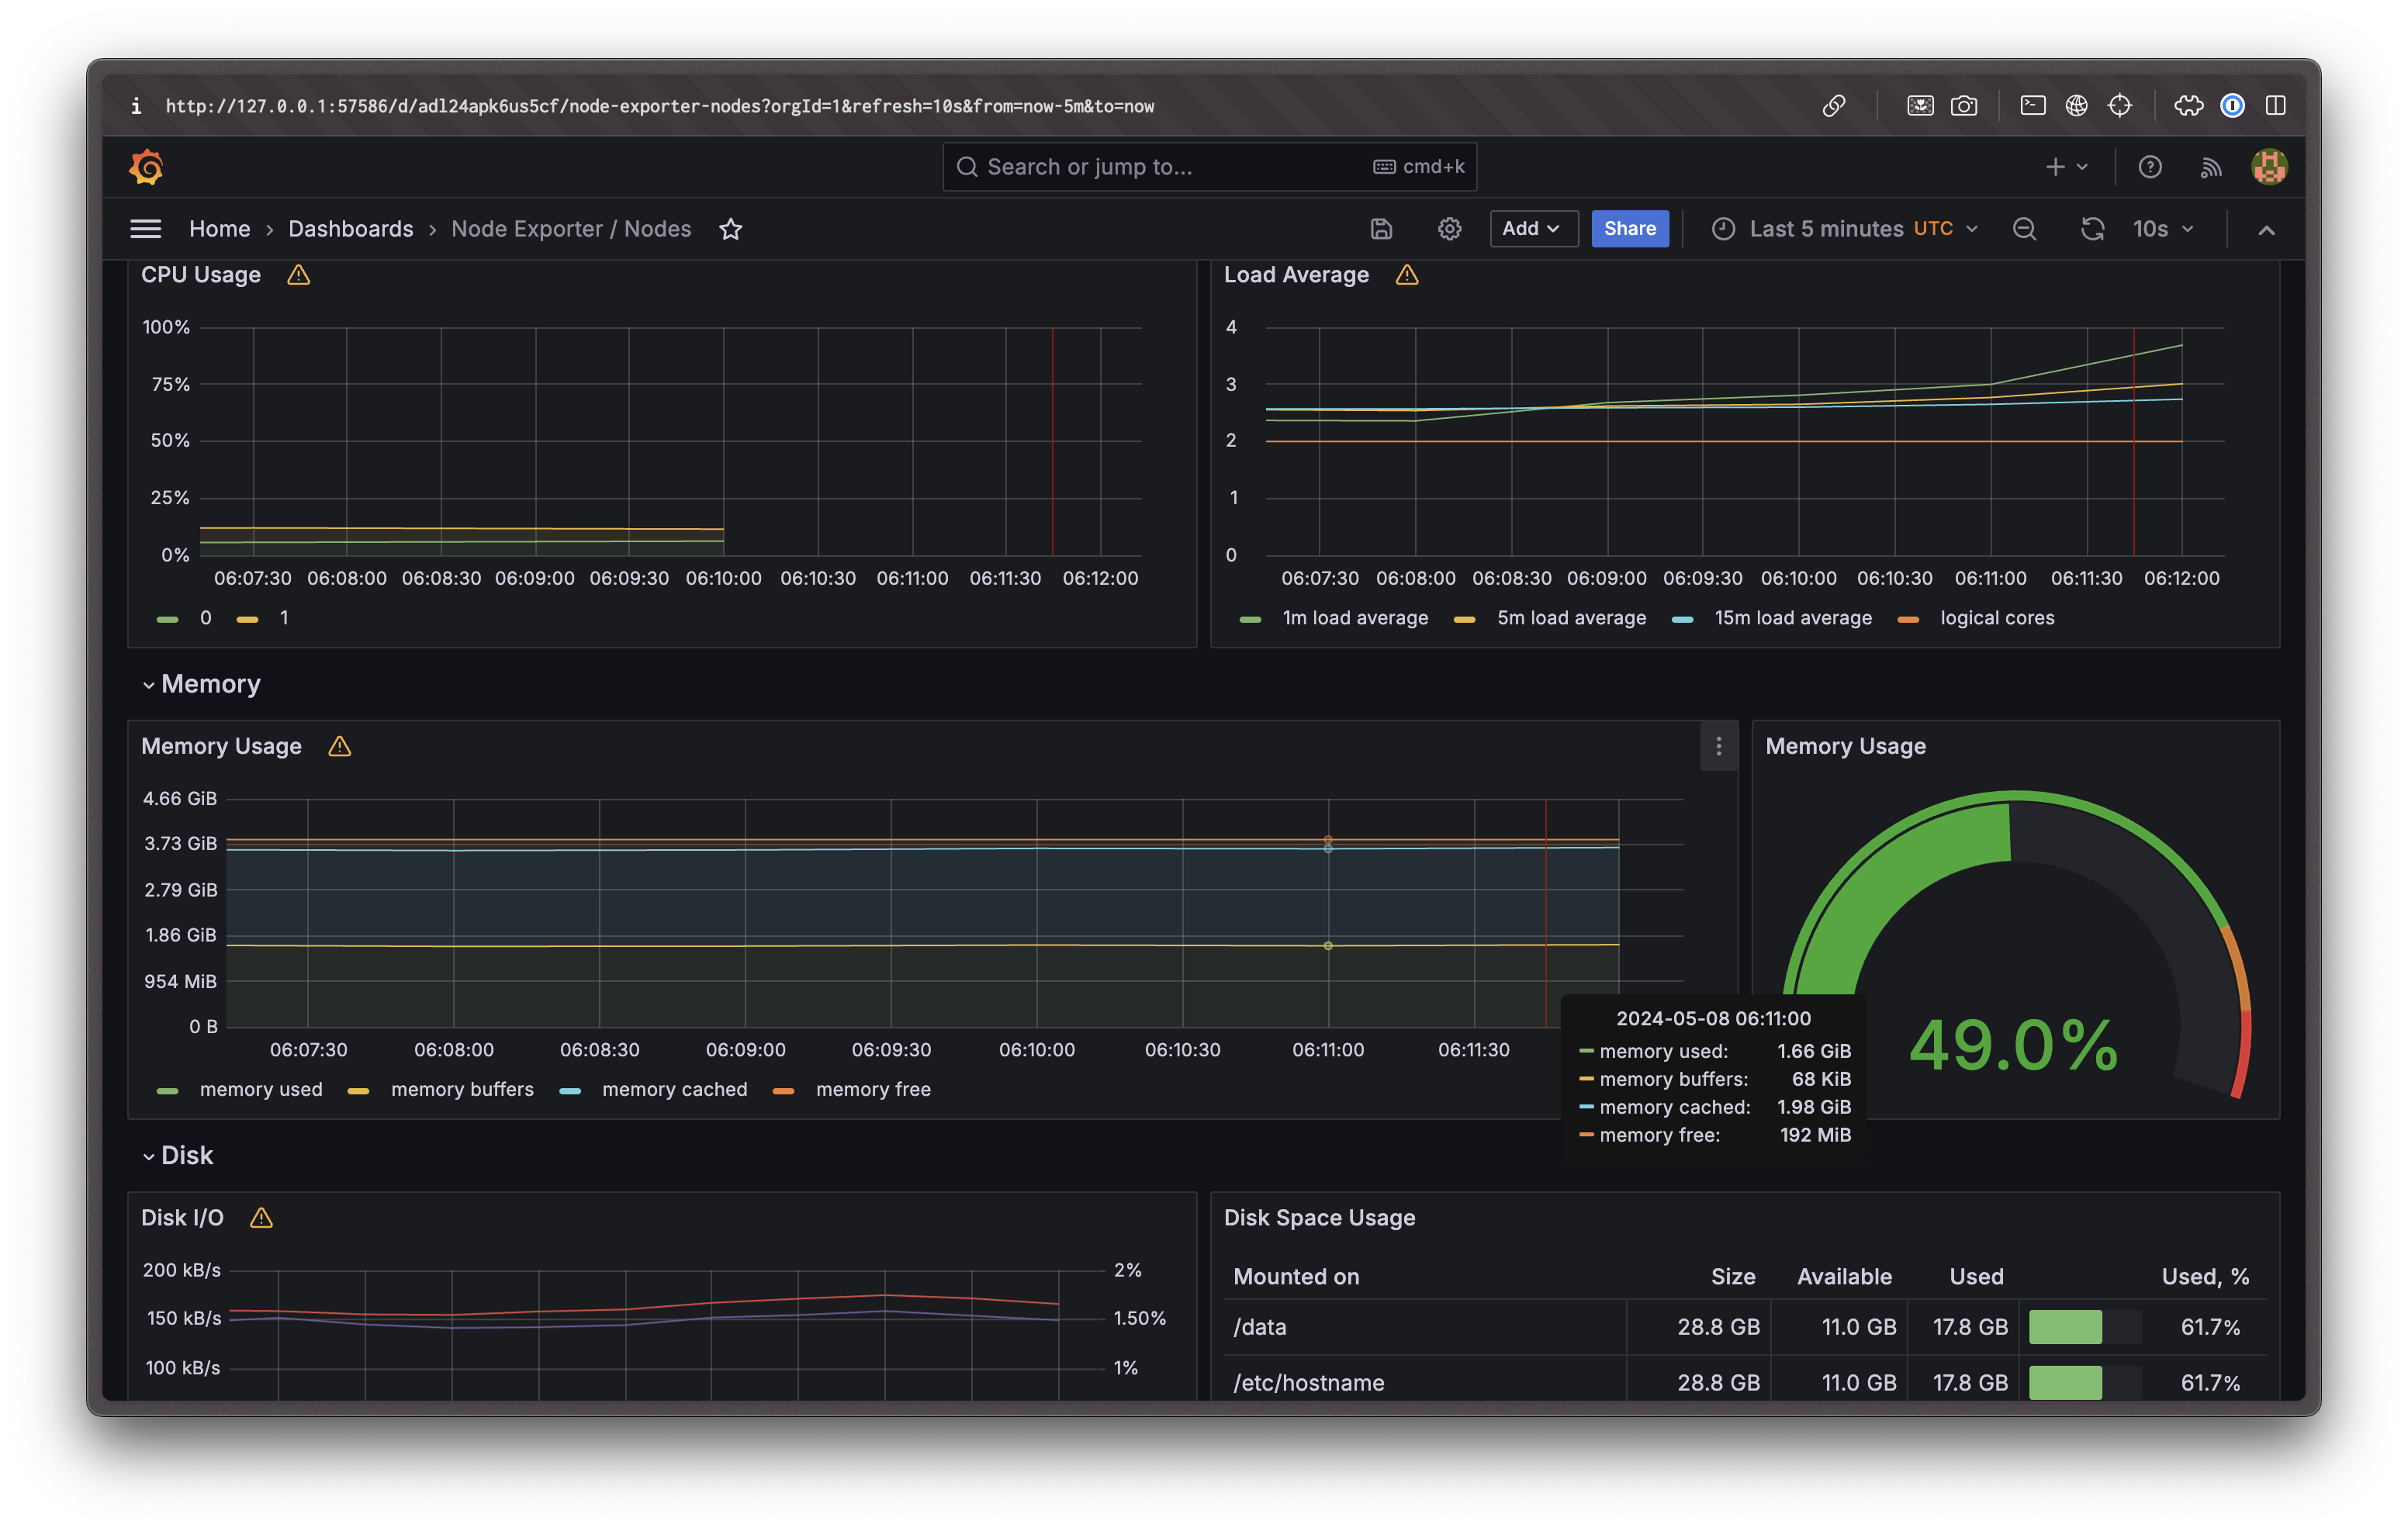 i http://127.0.0.1:57586/d/adl24apk6us5cf/node-exporter-nodes?orgId=1&refresh=10s&from=now-5m&to=now
Search or jump to... cmd+k
Home › Dashboards › Node Exporter / Nodes Add Share Last 5 minutes UTC 10s
CPU Usage
100%
75%
50%
25%
0%
06:07:30 06:08:00 06:08:30 06:09:00 06:09:30 06:10:00 06:10:30 06:11:00 06:11:30 06:12:00
0 1
Load Average
4
3
2
1
0
06:07:30 06:08:00 06:08:30 06:09:00 06:09:30 06:10:00 06:10:30 06:11:00 06:11:30 06:12:00
1m load average 5m load average 15m load average logical cores
Memory
Memory Usage
4.66 GiB
3.73 GiB
2.79 GiB
1.86 GiB
954 MiB
0 B
06:07:30 06:08:00 06:08:30 06:09:00 06:09:30 06:10:00 06:10:30 06:11:00 06:11:30
memory used memory buffers memory cached memory free
2024-05-08 06:11:00
memory used: 1.66 GiB
memory buffers: 68 KiB
memory cached: 1.98 GiB
memory free: 192 MiB
Memory Usage
49.0%
Disk
Disk I/O
200 kB/s
150 kB/s
100 kB/s
2%
1.50%
1%
Disk Space Usage
Mounted on Size Available Used Used, %
/data 28.8 GB 11.0 GB 17.8 GB 61.7%
/etc/hostname 28.8 GB 11.0 GB 17.8 GB 61.7%